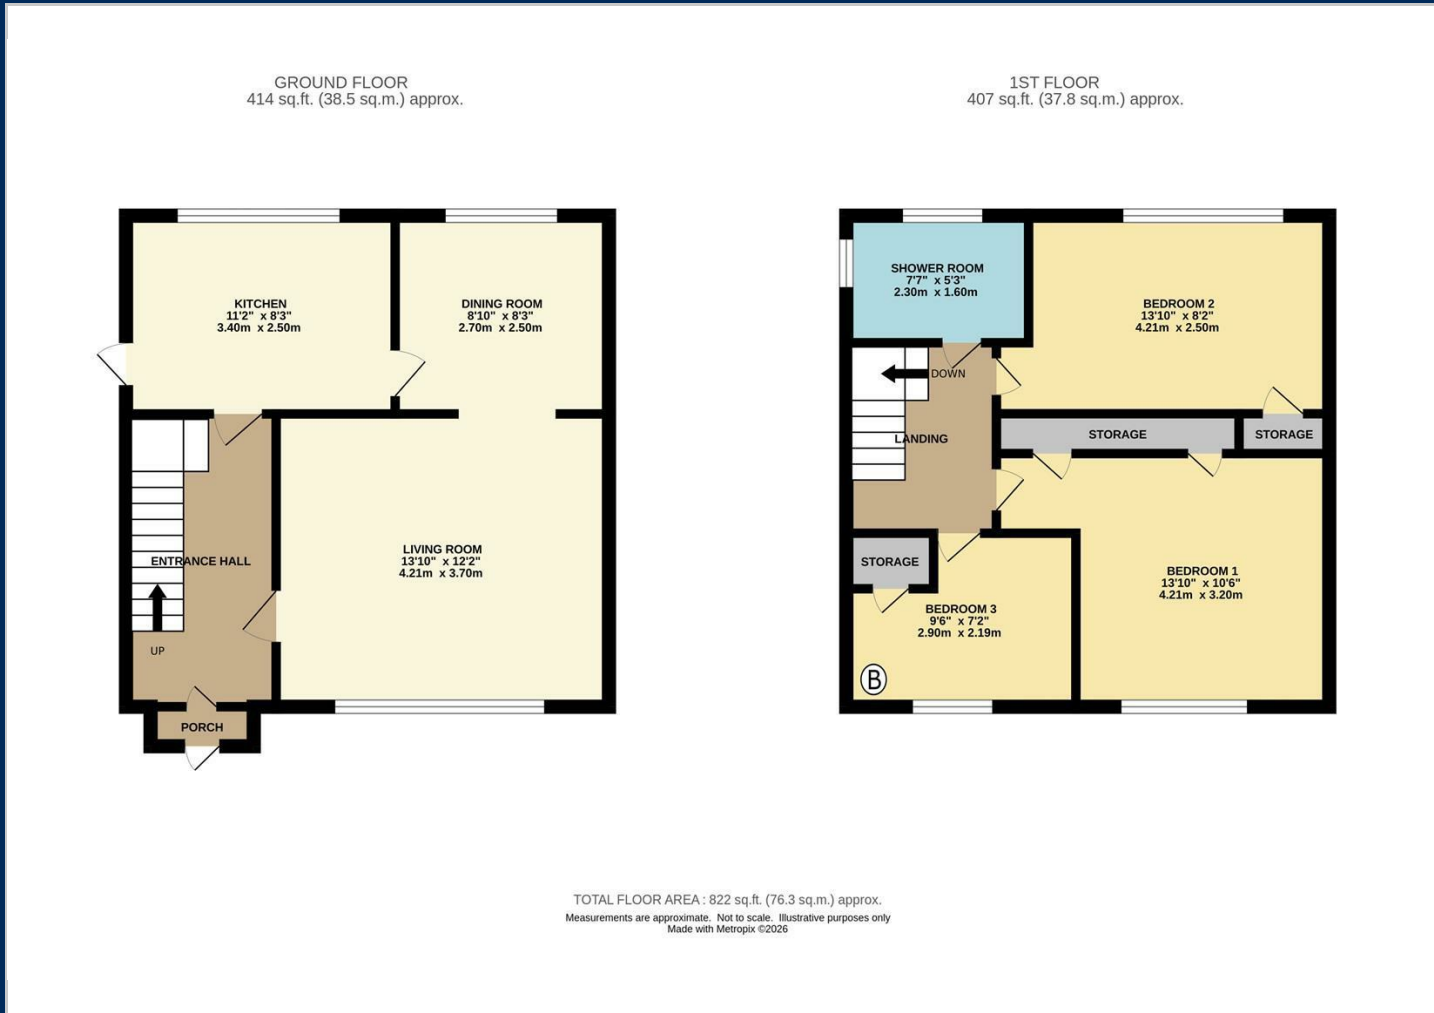 GROUND FLOOR
414 sq.ft. (38.5 sq.m.) approx.
1ST FLOOR
407 sq.ft. (37.8 sq.m.) approx.
KITCHEN
11'2" x 8'3"
3.40m x 2.50m
DINING ROOM
8'10" x 8'3"
2.70m x 2.50m
ENTRANCE HALL
LIVING ROOM
13'10" x 12'2"
4.21m x 3.70m
UP
PORCH
SHOWER ROOM
7'7" x 5'3"
2.30m x 1.60m
BEDROOM 2
13'10" x 8'2"
4.21m x 2.50m
DOWN
LANDING
STORAGE
STORAGE
STORAGE
BEDROOM 1
13'10" x 10'6"
4.21m x 3.20m
BEDROOM 3
9'6" x 7'2"
2.90m x 2.19m
B
TOTAL FLOOR AREA : 822 sq.ft. (76.3 sq.m.) approx.
Measurements are approximate. Not to scale. Illustrative purposes only
Made with Metropix ©2026